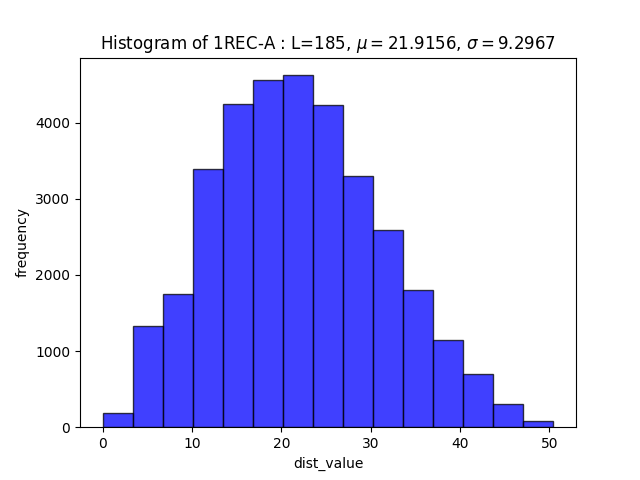 Histogram of 1REC-A : L=185, μ = 21.9156, σ = 9.2967
frequency
4000
3000
2000
1000
0
0 10 20 30 40 50
dist_value